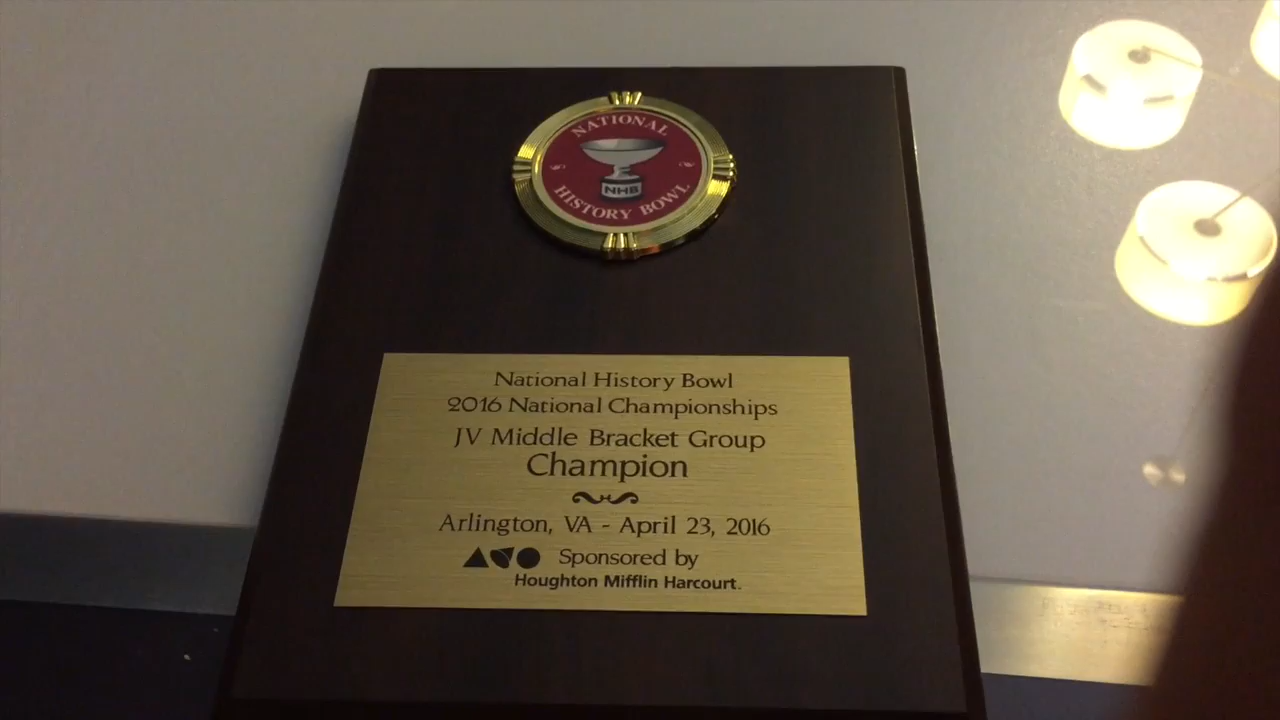 NATIONAL
NHB
HISTORY BOWL
National History Bowl
2016 National Championships
JV Middle Bracket Group
Champion
Arlington, VA - April 23, 2016
Sponsored by
Houghton Mifflin Harcourt.